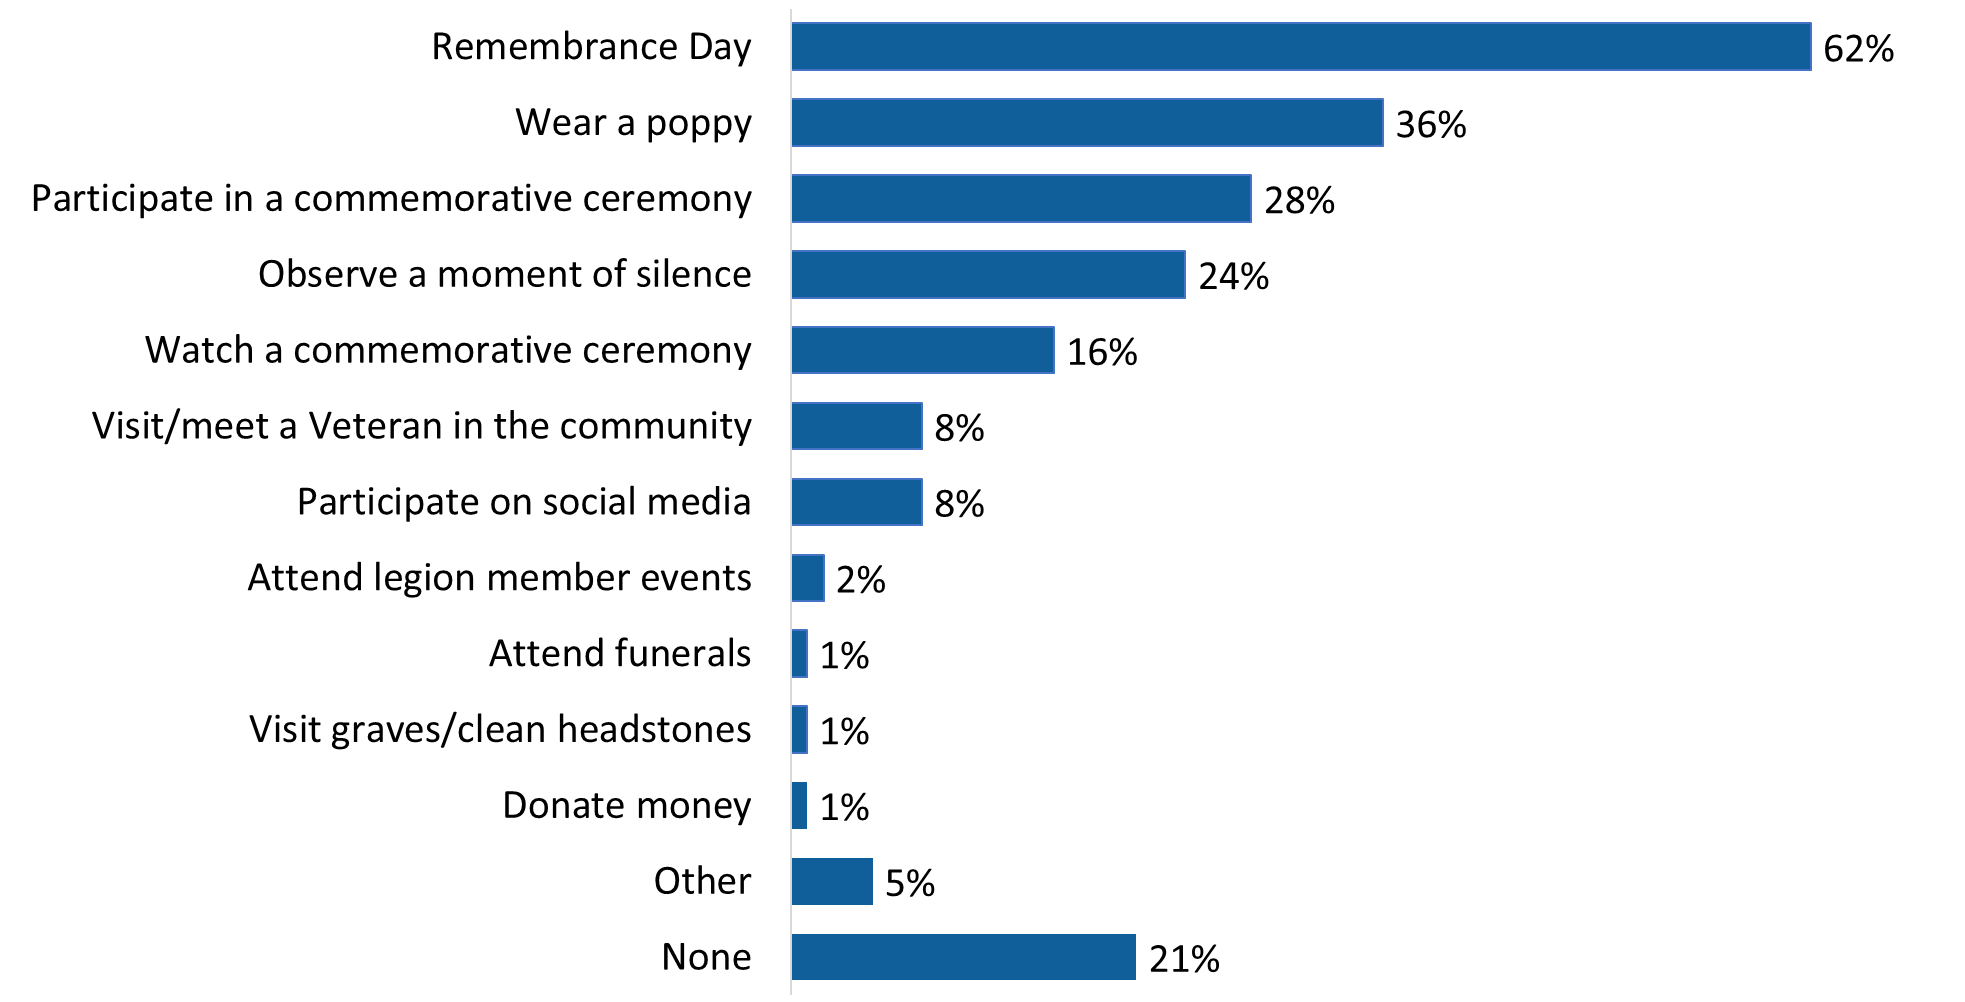 Remembrance Day 62%
Wear a poppy 36%
Participate in a commemorative ceremony 28%
Observe a moment of silence 24%
Watch a commemorative ceremony 16%
Visit/meet a Veteran in the community 8%
Participate on social media 8%
Attend legion member events 2%
Attend funerals 1%
Visit graves/clean headstones 1%
Donate money 1%
Other 5%
None 21%